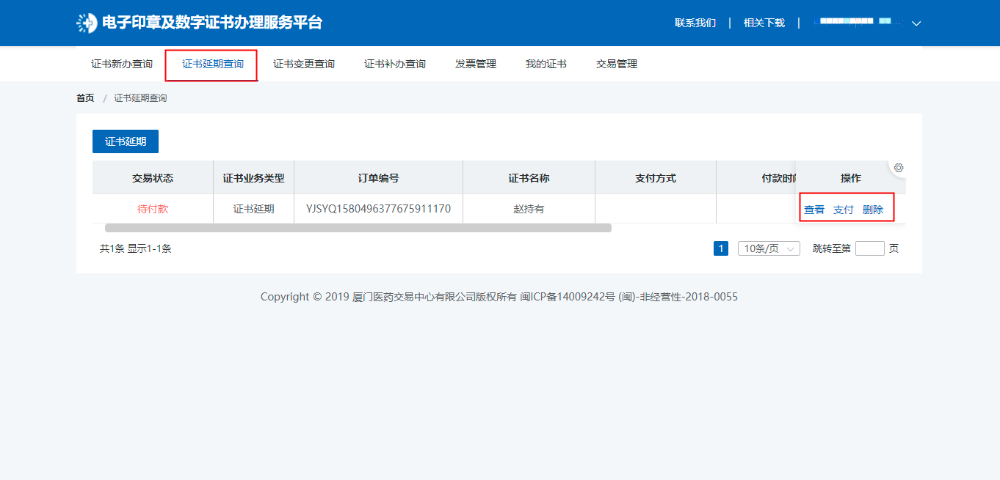 电子印章及数字证书办理服务平台 联系我们 | 相关下载 |
证书新办查询 证书延期查询 证书变更查询 证书补办查询 发票管理 我的证书 交易管理
首页 / 证书延期查询
证书延期
交易状态 证书业务类型 订单编号 证书名称 支付方式 付款时 操作
待付款 证书延期 YJSYQ1580496377675911170 赵持有 查看 支付 删除
共1条 显示1-1条 1 10条/页 跳转至第 页
Copyright © 2019 厦门医药交易中心有限公司版权所有 闽ICP备14009242号 (闽)-非经营性-2018-0055